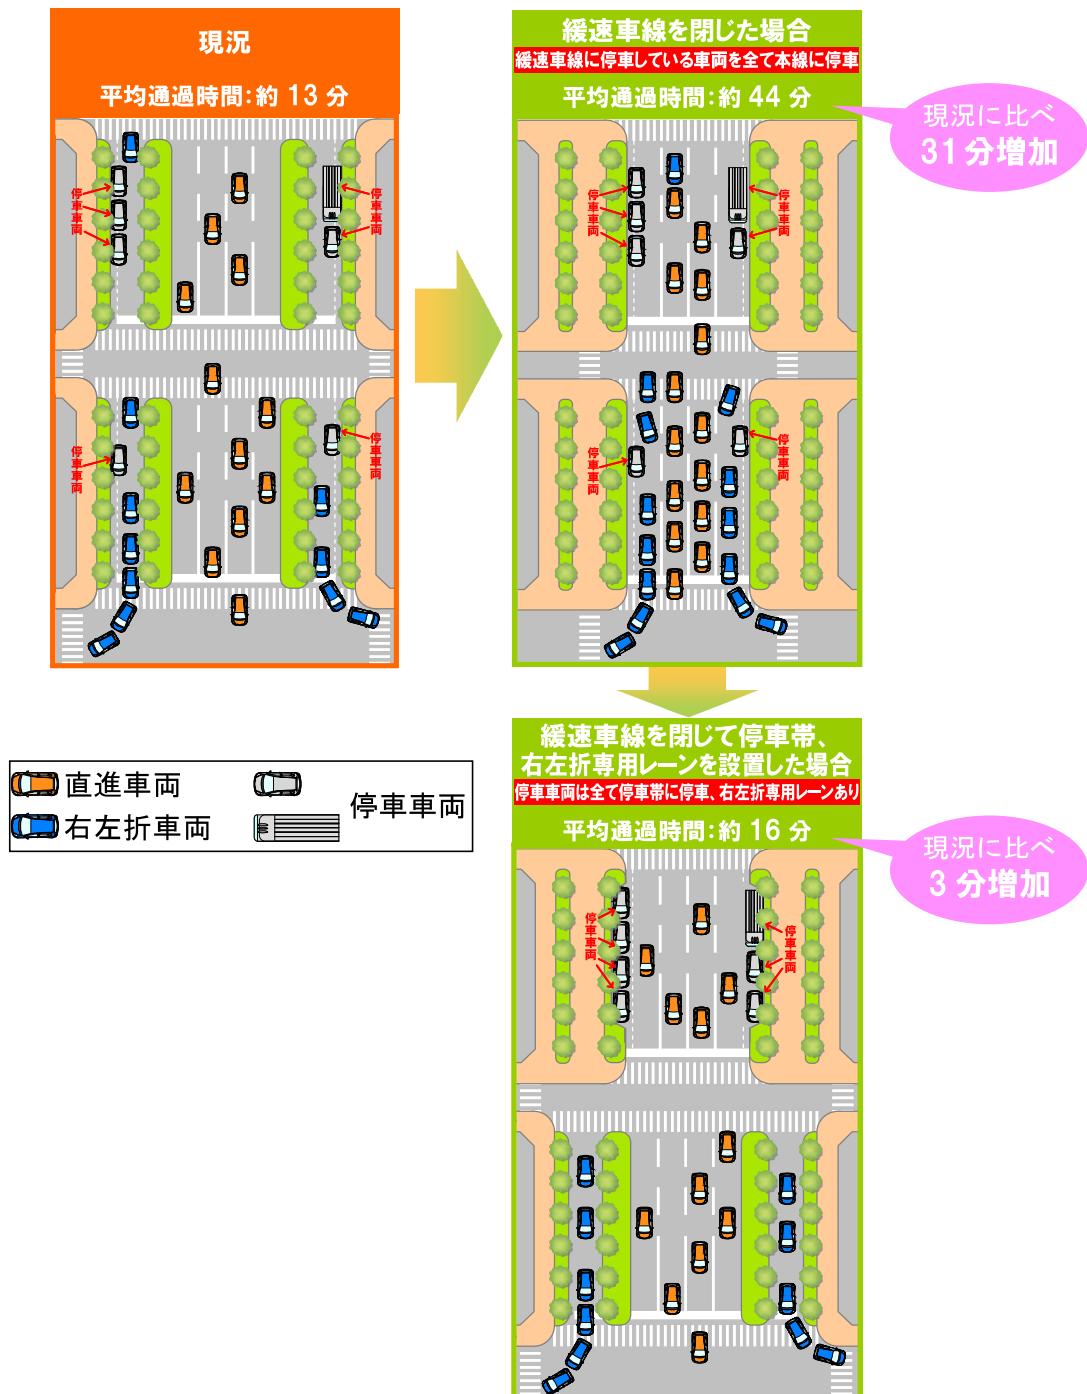 現況
平均通過時間：約 13 分
停車車両
停車車両
停車車両
停車車両
緩速車線を閉じた場合
緩速車線に停車している車両を全て本線に停車
平均通過時間：約 44 分
現況に比べ
31 分増加
停車車両
停車車両
停車車両
停車車両
緩速車線を閉じて停車帯、
右左折専用レーンを設置した場合
停車車両は全て停車帯に停車、右左折専用レーンあり
平均通過時間：約 16 分
現況に比べ
3 分増加
停車車両
停車車両
直進車両
右左折車両
停車車両